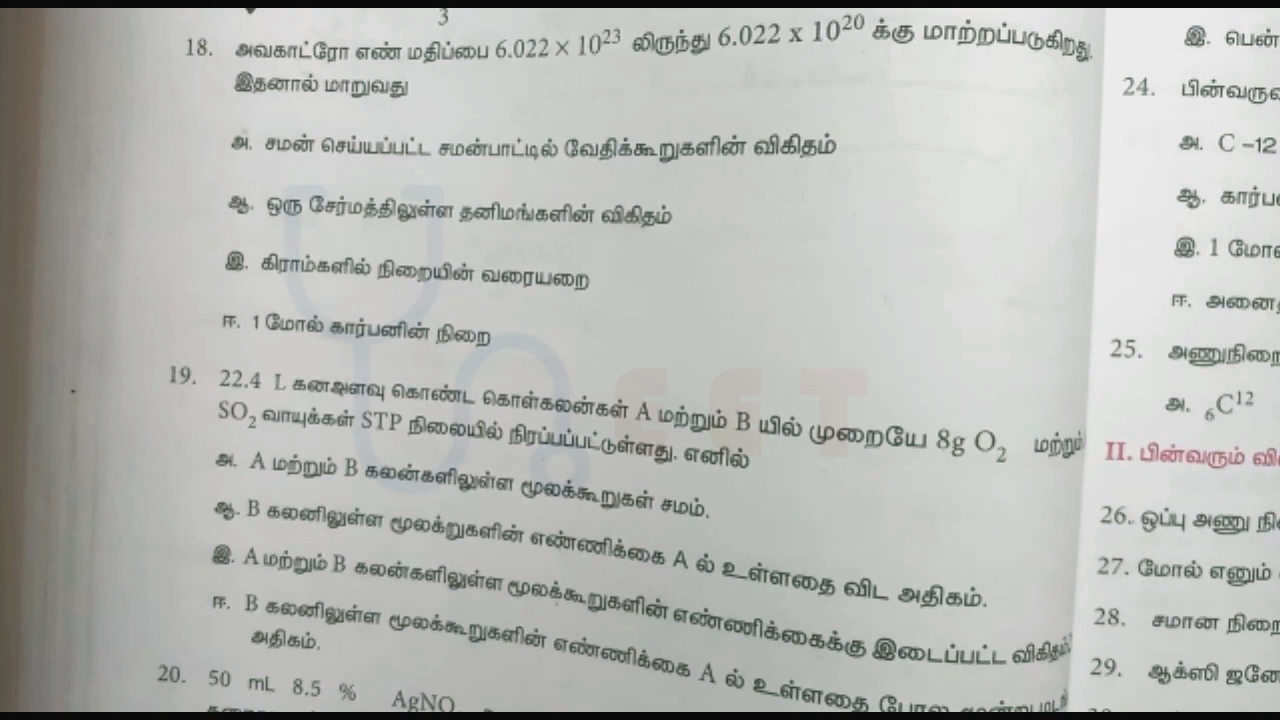 3
18. அவகாட்ரோ எண் மதிப்பை 6.022 × 10²³ லிருந்து 6.022 x 10²⁰ க்கு மாற்றப்படுகிறது.
இதனால் மாறுவது
அ. சமன் செய்யப்பட்ட சமன்பாட்டில் வேதிக்கூறுகளின் விகிதம்
ஆ. ஒரு சேர்மத்திலுள்ள தனிமங்களின் விகிதம்
இ. கிராம்களில் நிறையின் வரையறை
ஈ. 1 மோல் கார்பனின் நிறை
19. 22.4 L கனஅளவு கொண்ட கொள்கலன்கள் A மற்றும் B யில் முறையே 8g O₂ மற்றும்
SO₂ வாயுக்கள் STP நிலையில் நிரப்பப்பட்டுள்ளது. எனில்
அ. A மற்றும் B கலன்களிலுள்ள மூலக்கூறுகள் சமம்.
ஆ. B கலனிலுள்ள மூலக்றுகளின் எண்ணிக்கை A ல் உள்ளதை விட அதிகம்.
இ. A மற்றும் B கலன்களிலுள்ள மூலக்கூறுகளின் எண்ணிக்கைக்கு இடைப்பட்ட விகிதம்
ஈ. B கலனிலுள்ள மூலக்கூறுகளின் எண்ணிக்கை A ல் உள்ளதை போல மூன்றுமடங்கு
அதிகம்.
20. 50 mL 8.5 % AgNO
இ. பென்
24. பின்வருவ
அ. C –12
ஆ. கார்ப
இ. 1 மோ
ஈ. அனைத்
25. அணுநிறை
அ. ₆C¹²
II. பின்வரும் வி
26. ஒப்பு அணு நி
27. மோல் எனும்
28. சமான நிறை
29. ஆக்ஸிஜனே
NEET